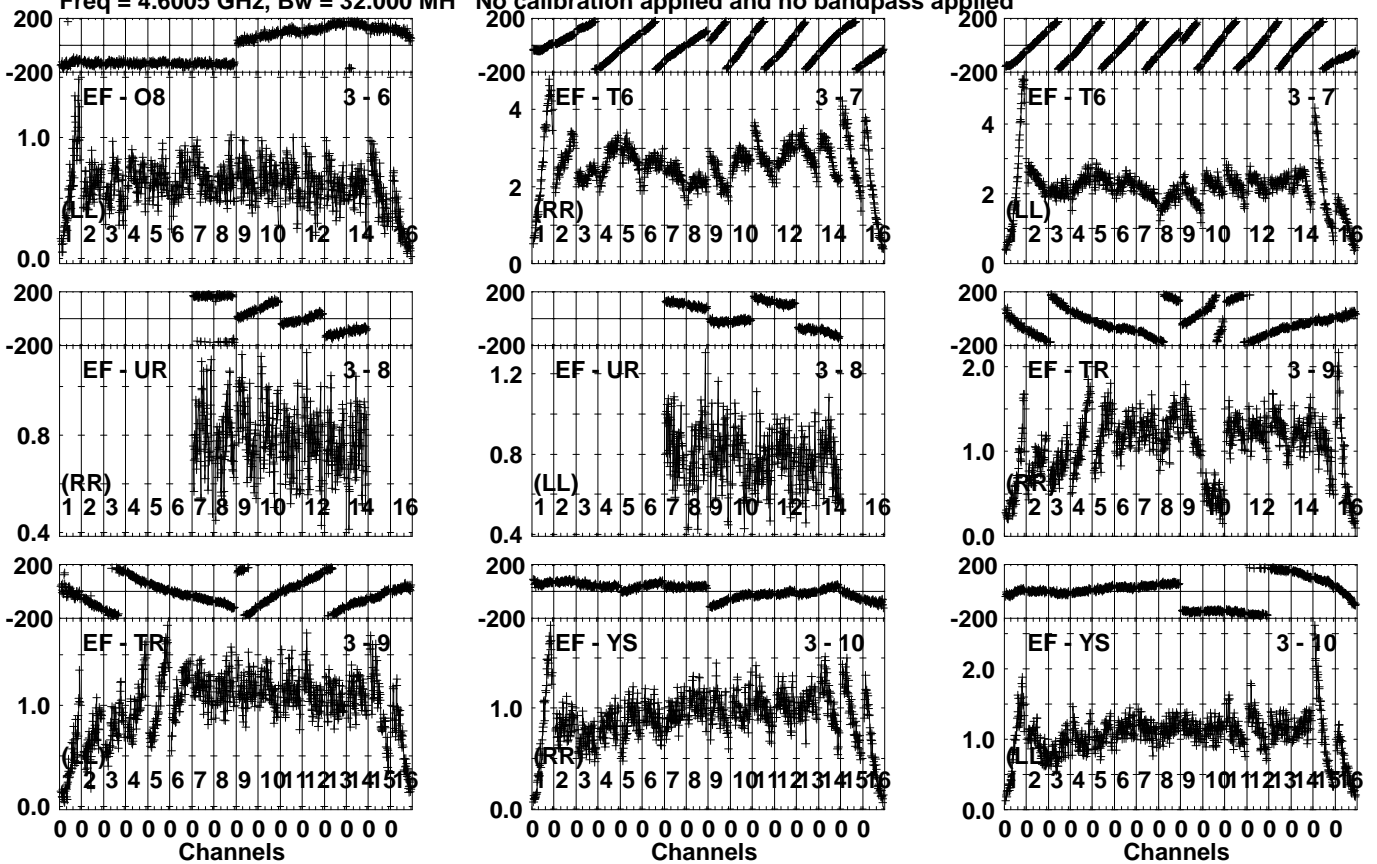 Freq = 4.6005 GHz, Bw = 32.000 MH No calibration applied and no bandpass applied
200
-200
EF - O8 3 - 6
1.0
(LL)
1 2 3 4 5 6 7 8 9 10 12 14 16
0.0
200
-200
EF - T6 3 - 7
4
2
(RR)
1 2 3 4 5 6 7 8 9 10 12 14 16
0
200
-200
EF - T6 3 - 7
4
2
(LL)
2 3 4 5 6 7 8 9 10 12 14 16
0
200
-200
EF - UR 3 - 8
0.8
(RR)
1 2 3 4 5 6 7 8 9 10 12 14 16
0.4
200
-200
EF - UR 3 - 8
1.2
0.8
(LL)
1 2 3 4 5 6 7 8 9 10 12 14 16
0.4
200
-200
EF - TR 3 - 9
2.0
1.0
(RR)
2 3 4 5 6 7 8 9 10 12 14 16
0.0
200
-200
EF - TR 3 - 9
1.0
(LL)
2 3 4 5 6 7 8 9 10 11 12 13 14 15 16
0.0
0 0 0 0 0 0 0 0 0 0 0 0 0 0 0 0
Channels
200
-200
EF - YS 3 - 10
1.0
(RR)
1 2 3 4 5 6 7 8 9 10 11 12 13 14 15 16
0.0
0 0 0 0 0 0 0 0 0 0 0 0 0 0 0 0
Channels
200
-200
EF - YS 3 - 10
2.0
1.0
(LL)
2 3 4 5 6 7 8 9 10 11 12 13 14 15 16
0.0
0 0 0 0 0 0 0 0 0 0 0 0 0 0 0 0
Channels